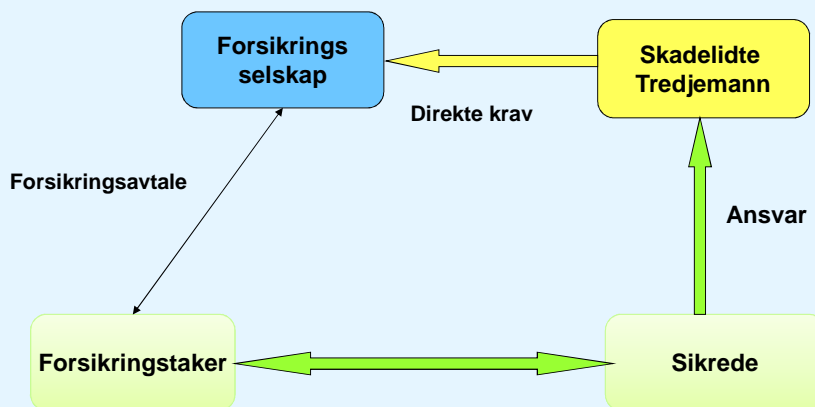 Forsikrings
selskap
Skadelidte
Tredjemann
Direkte krav
Forsikringsavtale
Ansvar
Forsikringstaker
Sikrede